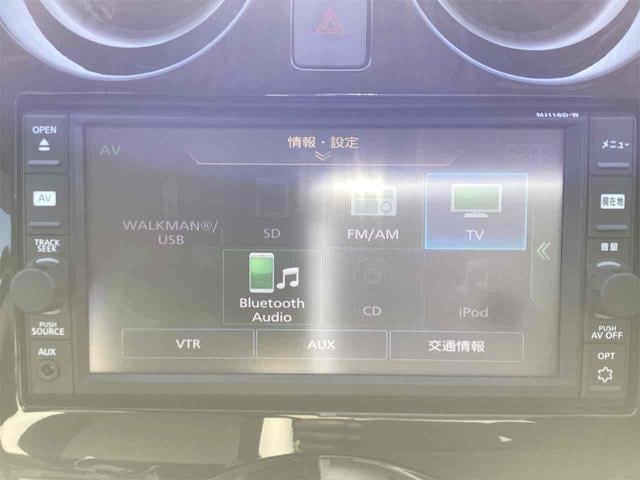 MJ116D-W
OPEN
メニュー
AV
情報・設定
AV
現在地
WALKMAN®/
USB
SD
FM/AM
TV
TRACK
SEEK
音量
Bluetooth
Audio
CD
iPod
PUSH
SOURCE
PUSH
AV OFF
VTR
AUX
交通情報
AUX
OPT